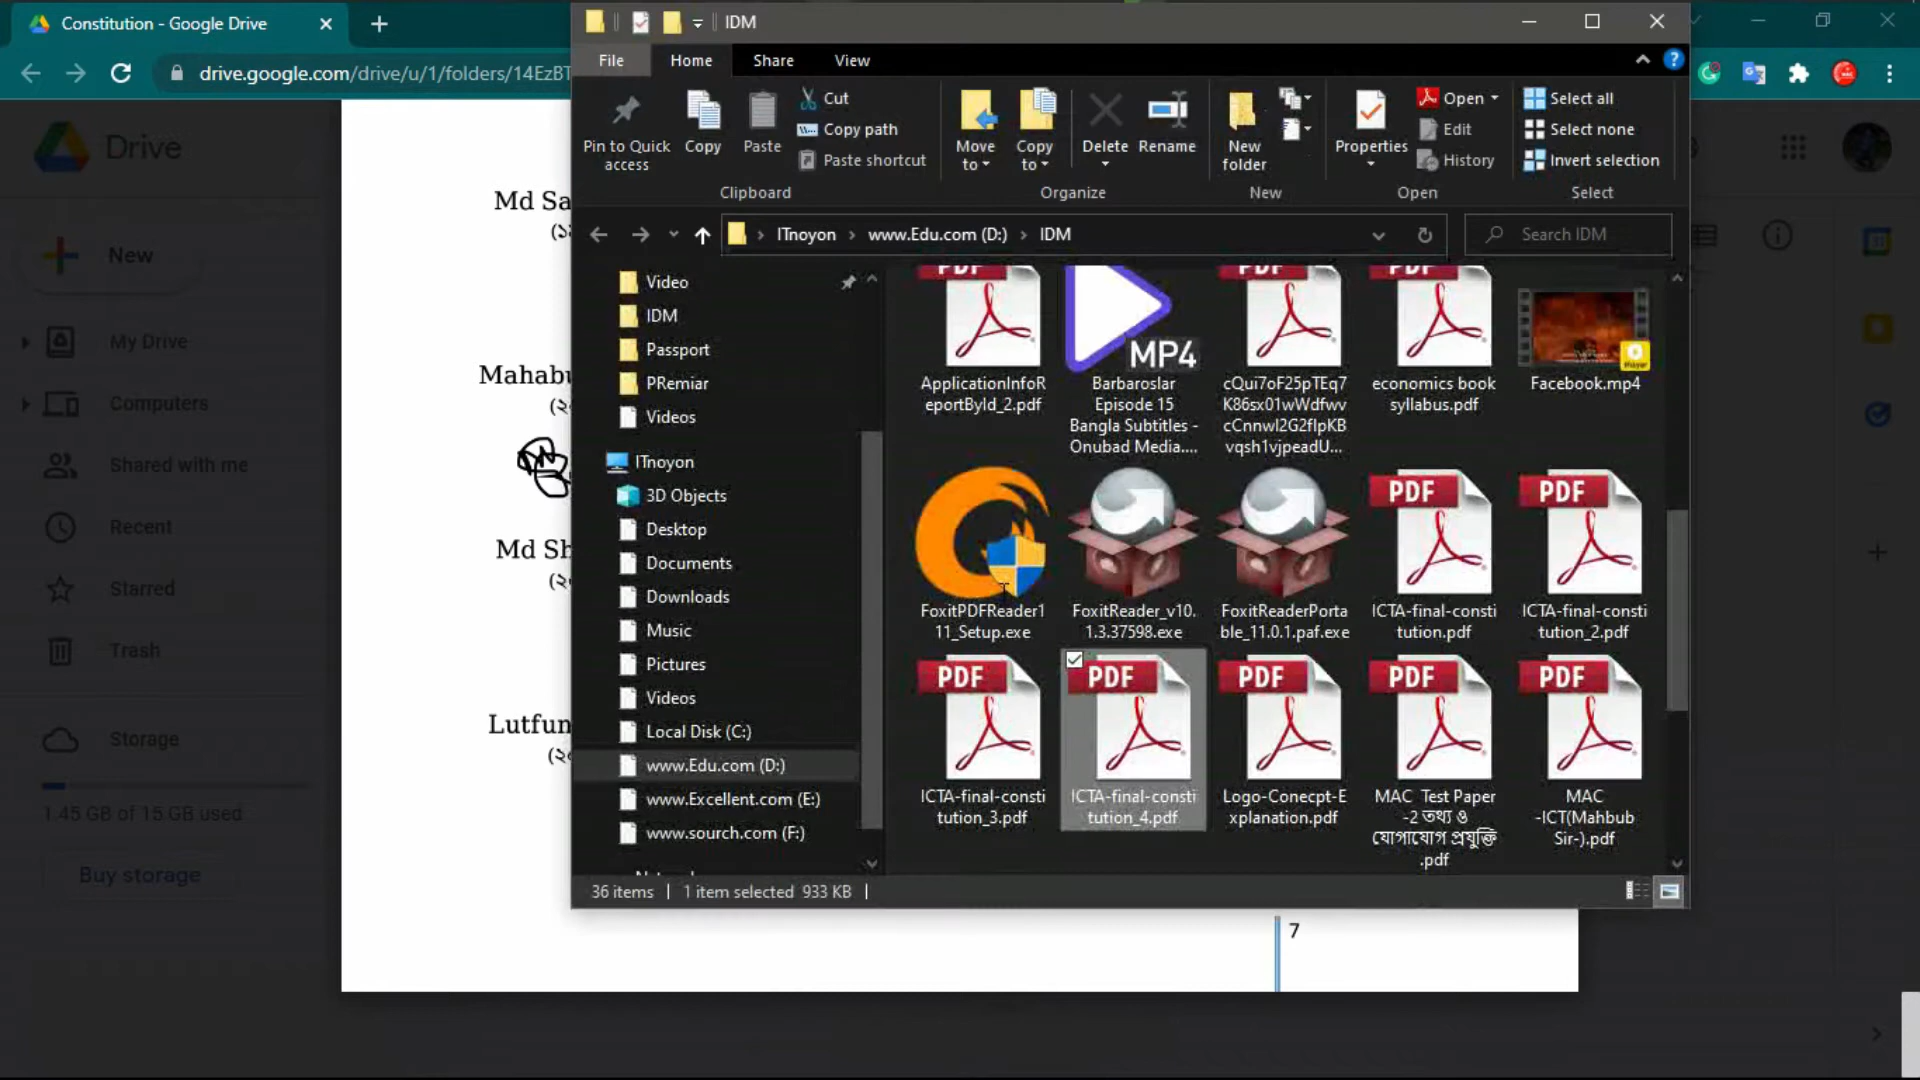 Constitution - Google Drive
IDM
File
Home
Share
View
drive.google.com/drive/u/1/folders/14EzBT
Pin to Quick access
Copy
Paste
Cut
Copy path
Paste shortcut
Move to
Copy to
Delete
Rename
New folder
Properties
Open
Edit
History
Select all
Select none
Invert selection
Clipboard
Organize
New
Open
Select
ITnoyon
www.Edu.com (D:)
IDM
Search IDM
Drive
New
My Drive
Computers
Shared with me
Recent
Starred
Trash
Storage
1.45 GB of 15 GB used
Buy storage
Md Sa
Mahabu
Md Sh
Lutfun
Video
IDM
Passport
PRemiar
Videos
ITnoyon
3D Objects
Desktop
Documents
Downloads
Music
Pictures
Videos
Local Disk (C:)
www.Edu.com (D:)
www.Excellent.com (E:)
www.sourch.com (F:)
MP4
ApplicationInfoR
eportById_2.pdf
Barbaroslar
Episode 15
Bangla Subtitles -
Onubad Media....
cQui7oF25pTEq7
K86sx01wWdfwv
cCnnwl2G2flpKB
vqsh1vjpeadU...
economics book
syllabus.pdf
Facebook.mp4
PDF
PDF
FoxitPDFReader1
11_Setup.exe
FoxitReader_v10.
1.3.37598.exe
FoxitReaderPorta
ble_11.0.1.paf.exe
ICTA-final-consti
tution.pdf
ICTA-final-consti
tution_2.pdf
PDF
PDF
PDF
PDF
PDF
ICTA-final-consti
tution_3.pdf
ICTA-final-consti
tution_4.pdf
Logo-Conecpt-E
xplanation.pdf
MAC Test Paper
-2 তথ্য ও
যোগাযোগ প্রযুক্তি
.pdf
MAC
-ICT(Mahbub
Sir-).pdf
36 items
1 item selected 933 KB
7